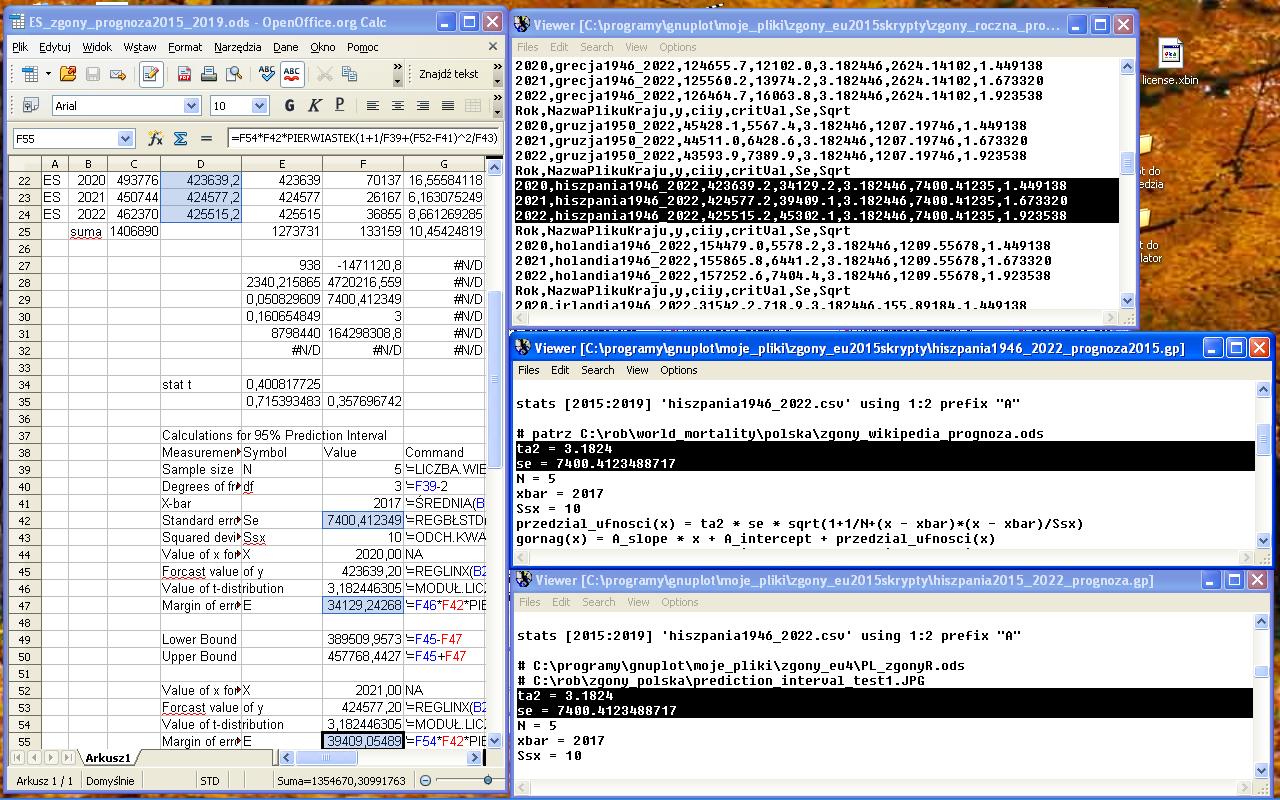 ES_zgony_prognoza2015_2019.ods - OpenOffice.org Calc
Plik Edytuj Widok Wstaw Format Narzędzia Dane Okno Pomoc
Znajdź tekst
Arial 10 G K P
F55 =F54*F42*PIERWIASTEK(1+1/F39+(F52-F41)^2/F43)
A B C D E F G
22 ES 2020 493776 423639,2 423639 70137 16,55564118
23 ES 2021 450744 424577,2 424577 26167 6,163073249
24 ES 2022 462370 425515,2 425515 36855 8,661269285
25 suma 1406890 1273731 133159 10,45424819
26
27 938 -1471120,8 #N/D
28 2340,215865 4720216,559 #N/D
29 0,050829609 7400,412349 #N/D
30 0,160654849 3 #N/D
31 8798440 164298308,8 #N/D
32 #N/D #N/D #N/D
33
34 stat t 0,400817725
35 0,715393483 0,357696742
36
37 Calculations for 95% Prediction Interval
38 Measuremen Symbol Value Command
39 Sample size N 5 '=LICZBA.WIE
40 Degrees of fr df 3 '=F39-2
41 X-bar 2017 '=ŚREDNIA(B
42 Standard erro Se 7400,412349 '=REGBŁSTD(
43 Squared devi Ssx 10 '=ODCH.KWA
44 Value of x for X 2020,00 NA
45 Forcast value of y 423639,20 '=REGLINX(B2
46 Value of t-distribution 3,182446305 '=MODUŁ.LIC
47 Margin of erro E 34129,24268 '=F46*F42*PIE
48
49 Lower Bound 389509,9573 '=F45-F47
50 Upper Bound 457768,4427 '=F45+F47
51
52 Value of x for X 2021,00 NA
53 Forcast value of y 424577,20 '=REGLINX(B2
54 Value of t-distribution 3,182446305 '=MODUŁ.LIC
55 Margin of erro E 39409,05489 '=F54*F42*PIE
Arkusz1
Arkusz 1 / 1 Domyślnie STD Suma=1354670,30991763
Viewer [C:\programy\gnuplot\moje_pliki\zgony_eu2015skrypty\zgony_roczna_pro...
Files Edit Search View Options
2020,grecja1946_2022,124655.7,12102.0,3.182446,2624.14102,1.449138
2021,grecja1946_2022,125560.2,13974.2,3.182446,2624.14102,1.673320
2022,grecja1946_2022,126464.7,16063.8,3.182446,2624.14102,1.923538
Rok,NazwaPlikuKraju,y,ciiy,critVal,Se,Sqrt
2020,gruzja1950_2022,45428.1,5567.4,3.182446,1207.19746,1.449138
2021,gruzja1950_2022,44511.0,6428.6,3.182446,1207.19746,1.673320
2022,gruzja1950_2022,43593.9,7389.9,3.182446,1207.19746,1.923538
Rok,NazwaPlikuKraju,y,ciiy,critVal,Se,Sqrt
2020,hiszpania1946_2022,423639.2,34129.2,3.182446,7400.41235,1.449138
2021,hiszpania1946_2022,424577.2,39409.1,3.182446,7400.41235,1.673320
2022,hiszpania1946_2022,425515.2,45302.1,3.182446,7400.41235,1.923538
Rok,NazwaPlikuKraju,y,ciiy,critVal,Se,Sqrt
2020,holandia1946_2022,154479.0,5578.2,3.182446,1209.55678,1.449138
2021,holandia1946_2022,155865.8,6441.2,3.182446,1209.55678,1.673320
2022,holandia1946_2022,157252.6,7404.4,3.182446,1209.55678,1.923538
Rok,NazwaPlikuKraju,y,ciiy,critVal,Se,Sqrt
2020,irlandia1946_2022,31542.2,718.9,3.182446,155.89184,1.449138
Viewer [C:\programy\gnuplot\moje_pliki\zgony_eu2015skrypty\hiszpania1946_2022_prognoza2015.gp]
Files Edit Search View Options
stats [2015:2019] 'hiszpania1946_2022.csv' using 1:2 prefix "A"
# patrz C:\rob\world_mortality\polska\zgony_wikipedia_prognoza.ods
ta2 = 3.1824
se = 7400.4123488717
N = 5
xbar = 2017
Ssx = 10
przedzial_ufnosci(x) = ta2 * se * sqrt(1+1/N+(x - xbar)*(x - xbar)/Ssx)
gornag(x) = A_slope * x + A_intercept + przedzial_ufnosci(x)
Viewer [C:\programy\gnuplot\moje_pliki\zgony_eu2015skrypty\hiszpania2015_2022_prognoza.gp]
Files Edit Search View Options
stats [2015:2019] 'hiszpania1946_2022.csv' using 1:2 prefix "A"
# C:\programy\gnuplot\moje_pliki\zgony_eu4\PL_zgonyR.ods
# C:\rob\zgony_polska\prediction_interval_test1.JPG
ta2 = 3.1824
se = 7400.4123488717
N = 5
xbar = 2017
Ssx = 10
license.xbin
ot do
edzia
t do
lator